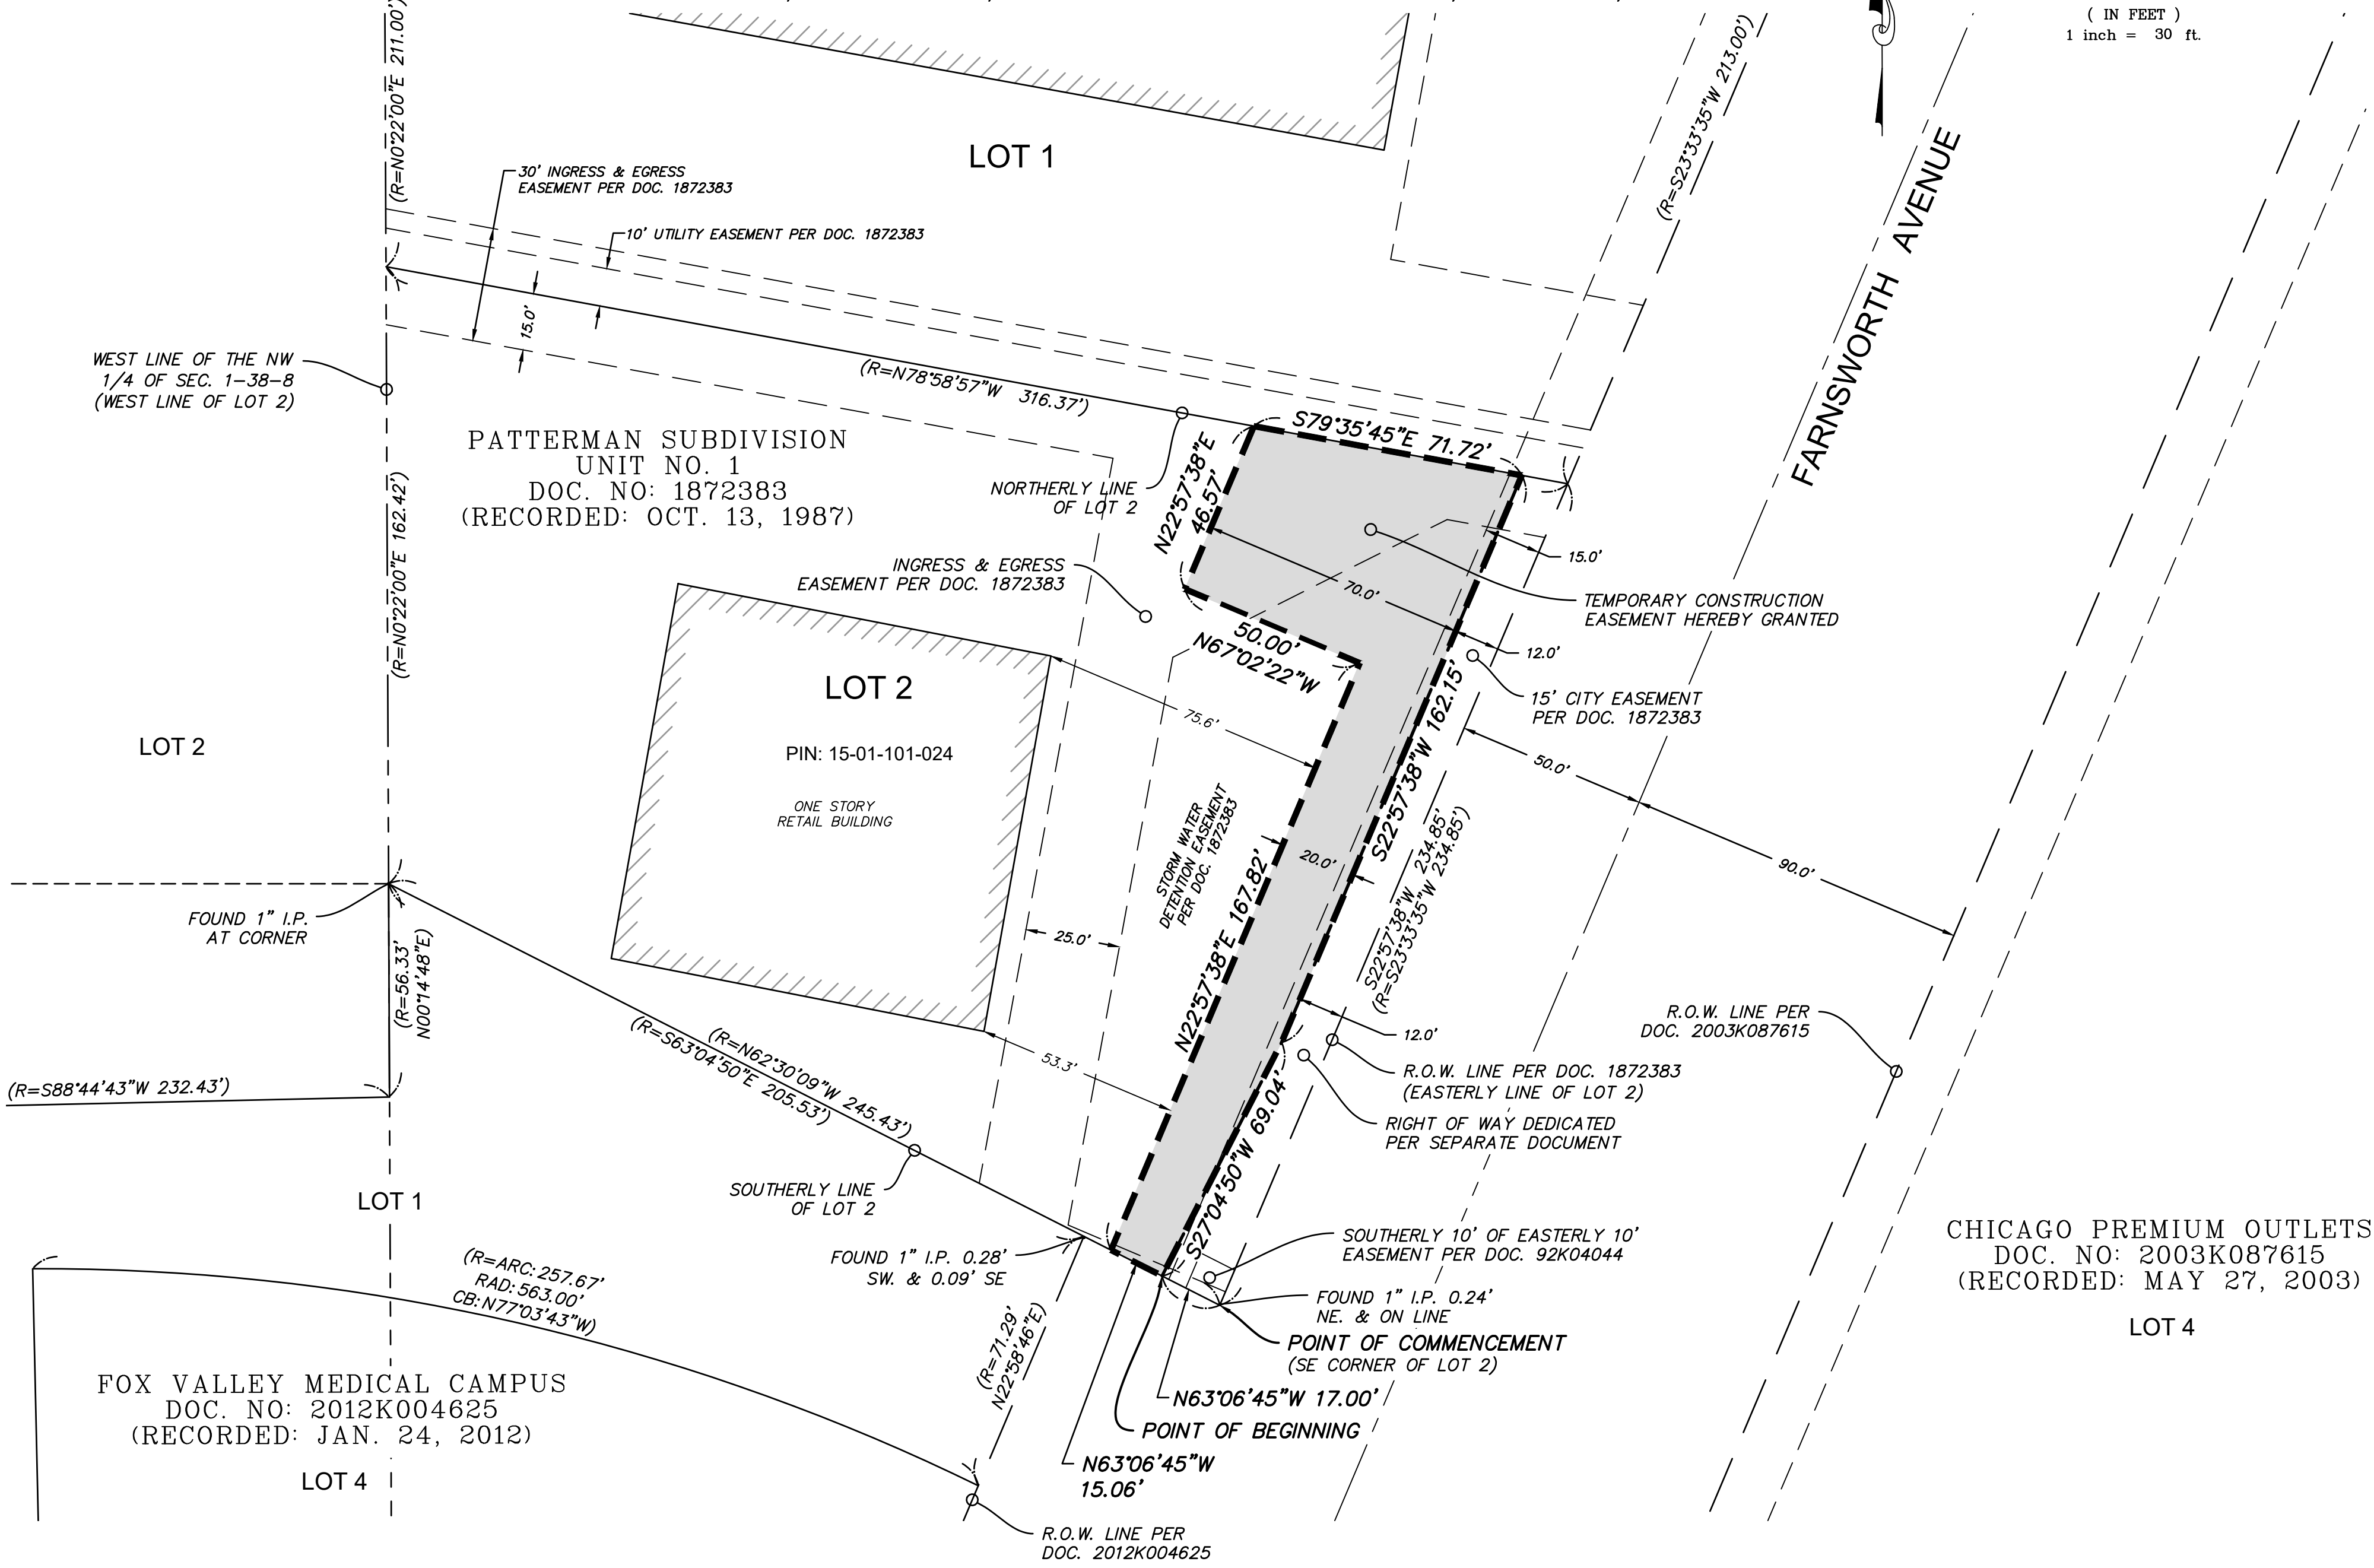 ( IN FEET )
1 inch = 30 ft.
(R=N0°22'00"E 211.00')
(R=S23°33'35"W 213.00')
LOT 1
30' INGRESS & EGRESS
EASEMENT PER DOC. 1872383
10' UTILITY EASEMENT PER DOC. 1872383
FARNSWORTH AVENUE
15.0'
WEST LINE OF THE NW
1/4 OF SEC. 1-38-8
(WEST LINE OF LOT 2)
(R=N78°58'57"W 316.37')
PATTERMAN SUBDIVISION
UNIT NO. 1
DOC. NO: 1872383
(RECORDED: OCT. 13, 1987)
S79°35'45"E 71.72'
N22°57'38"E
46.57'
NORTHERLY LINE
OF LOT 2
(R=N0°22'00"E 162.42')
INGRESS & EGRESS
EASEMENT PER DOC. 1872383
15.0'
70.0'
TEMPORARY CONSTRUCTION
EASEMENT HEREBY GRANTED
50.00'
N67°02'22"W
12.0'
15' CITY EASEMENT
PER DOC. 1872383
LOT 2
75.6'
PIN: 15-01-101-024
ONE STORY
RETAIL BUILDING
LOT 2
S22°57'38"W 162.15'
50.0'
90.0'
STORM WATER
DETENTION EASEMENT
PER DOC. 1872383
20.0'
N22°57'38"E 167.82'
S22°57'38"W 234.85'
(R=S23°33'35"W 234.85')
FOUND 1" I.P.
AT CORNER
25.0'
(R=56.33'
N00°14'48"E)
(R=N62°30'09"W 245.43')
(R=S63°04'50"E 205.53')
53.3'
12.0'
R.O.W. LINE PER
DOC. 2003K087615
R.O.W. LINE PER DOC. 1872383
(EASTERLY LINE OF LOT 2)
RIGHT OF WAY DEDICATED
PER SEPARATE DOCUMENT
(R=S88°44'43"W 232.43')
S27°04'50"W 69.04'
SOUTHERLY LINE
OF LOT 2
LOT 1
SOUTHERLY 10' OF EASTERLY 10'
EASEMENT PER DOC. 92K04044
FOUND 1" I.P. 0.28'
SW. & 0.09' SE
FOUND 1" I.P. 0.24'
NE. & ON LINE
POINT OF COMMENCEMENT
(SE CORNER OF LOT 2)
CHICAGO PREMIUM OUTLETS
DOC. NO: 2003K087615
(RECORDED: MAY 27, 2003)
LOT 4
(R=ARC:257.67'
RAD:563.00'
CB:N77°03'43"W)
(R=71.29'
N22°58'46"E)
N63°06'45"W 17.00'
POINT OF BEGINNING
N63°06'45"W
15.06'
FOX VALLEY MEDICAL CAMPUS
DOC. NO: 2012K004625
(RECORDED: JAN. 24, 2012)
LOT 4
R.O.W. LINE PER
DOC. 2012K004625